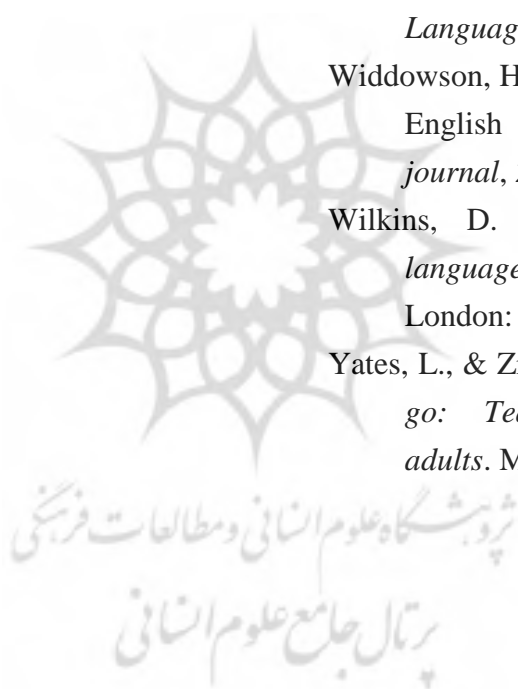 Languag
Widdowson, H
English
journal,
Wilkins, D.
language
London:
Yates, L., & Z
go: Tea
adults. M
پژوهشگاه علوم انسانی و مطالعات فرهنگی
پرتال جامع علوم انسانی